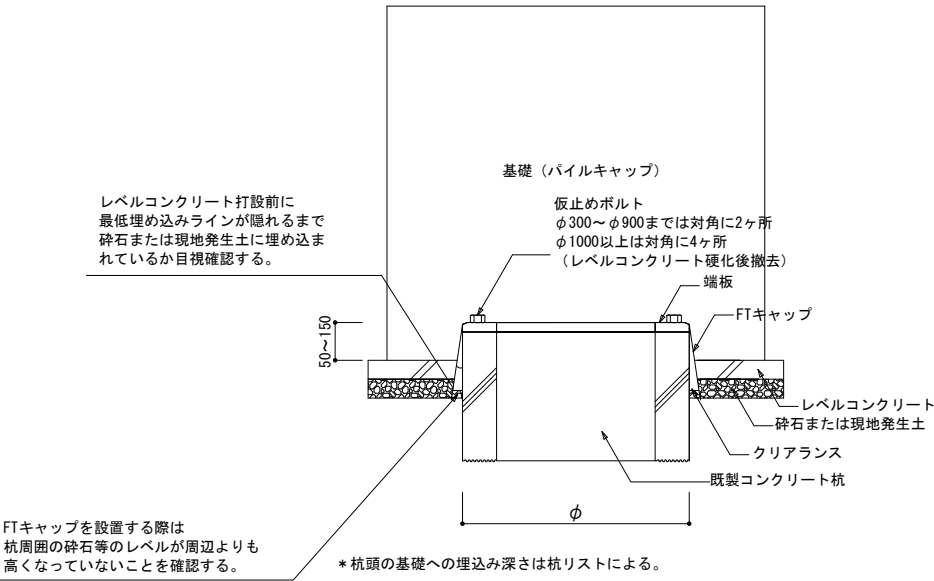 基礎（パイルキャップ）
レベルコンクリート打設前に
最低埋め込みラインが隠れるまで
砕石または現地発生土に埋め込ま
れているか目視確認する。
仮止めボルト
φ300～φ900までは対角に2ヶ所
φ1000以上は対角に4ヶ所
（レベルコンクリート硬化後撤去）
端板
FTキャップ
50～150
レベルコンクリート
砕石または現地発生土
クリアランス
既製コンクリート杭
φ
FTキャップを設置する際は
杭周囲の砕石等のレベルが周辺よりも
高くなっていないことを確認する。
＊杭頭の基礎への埋込み深さは杭リストによる。